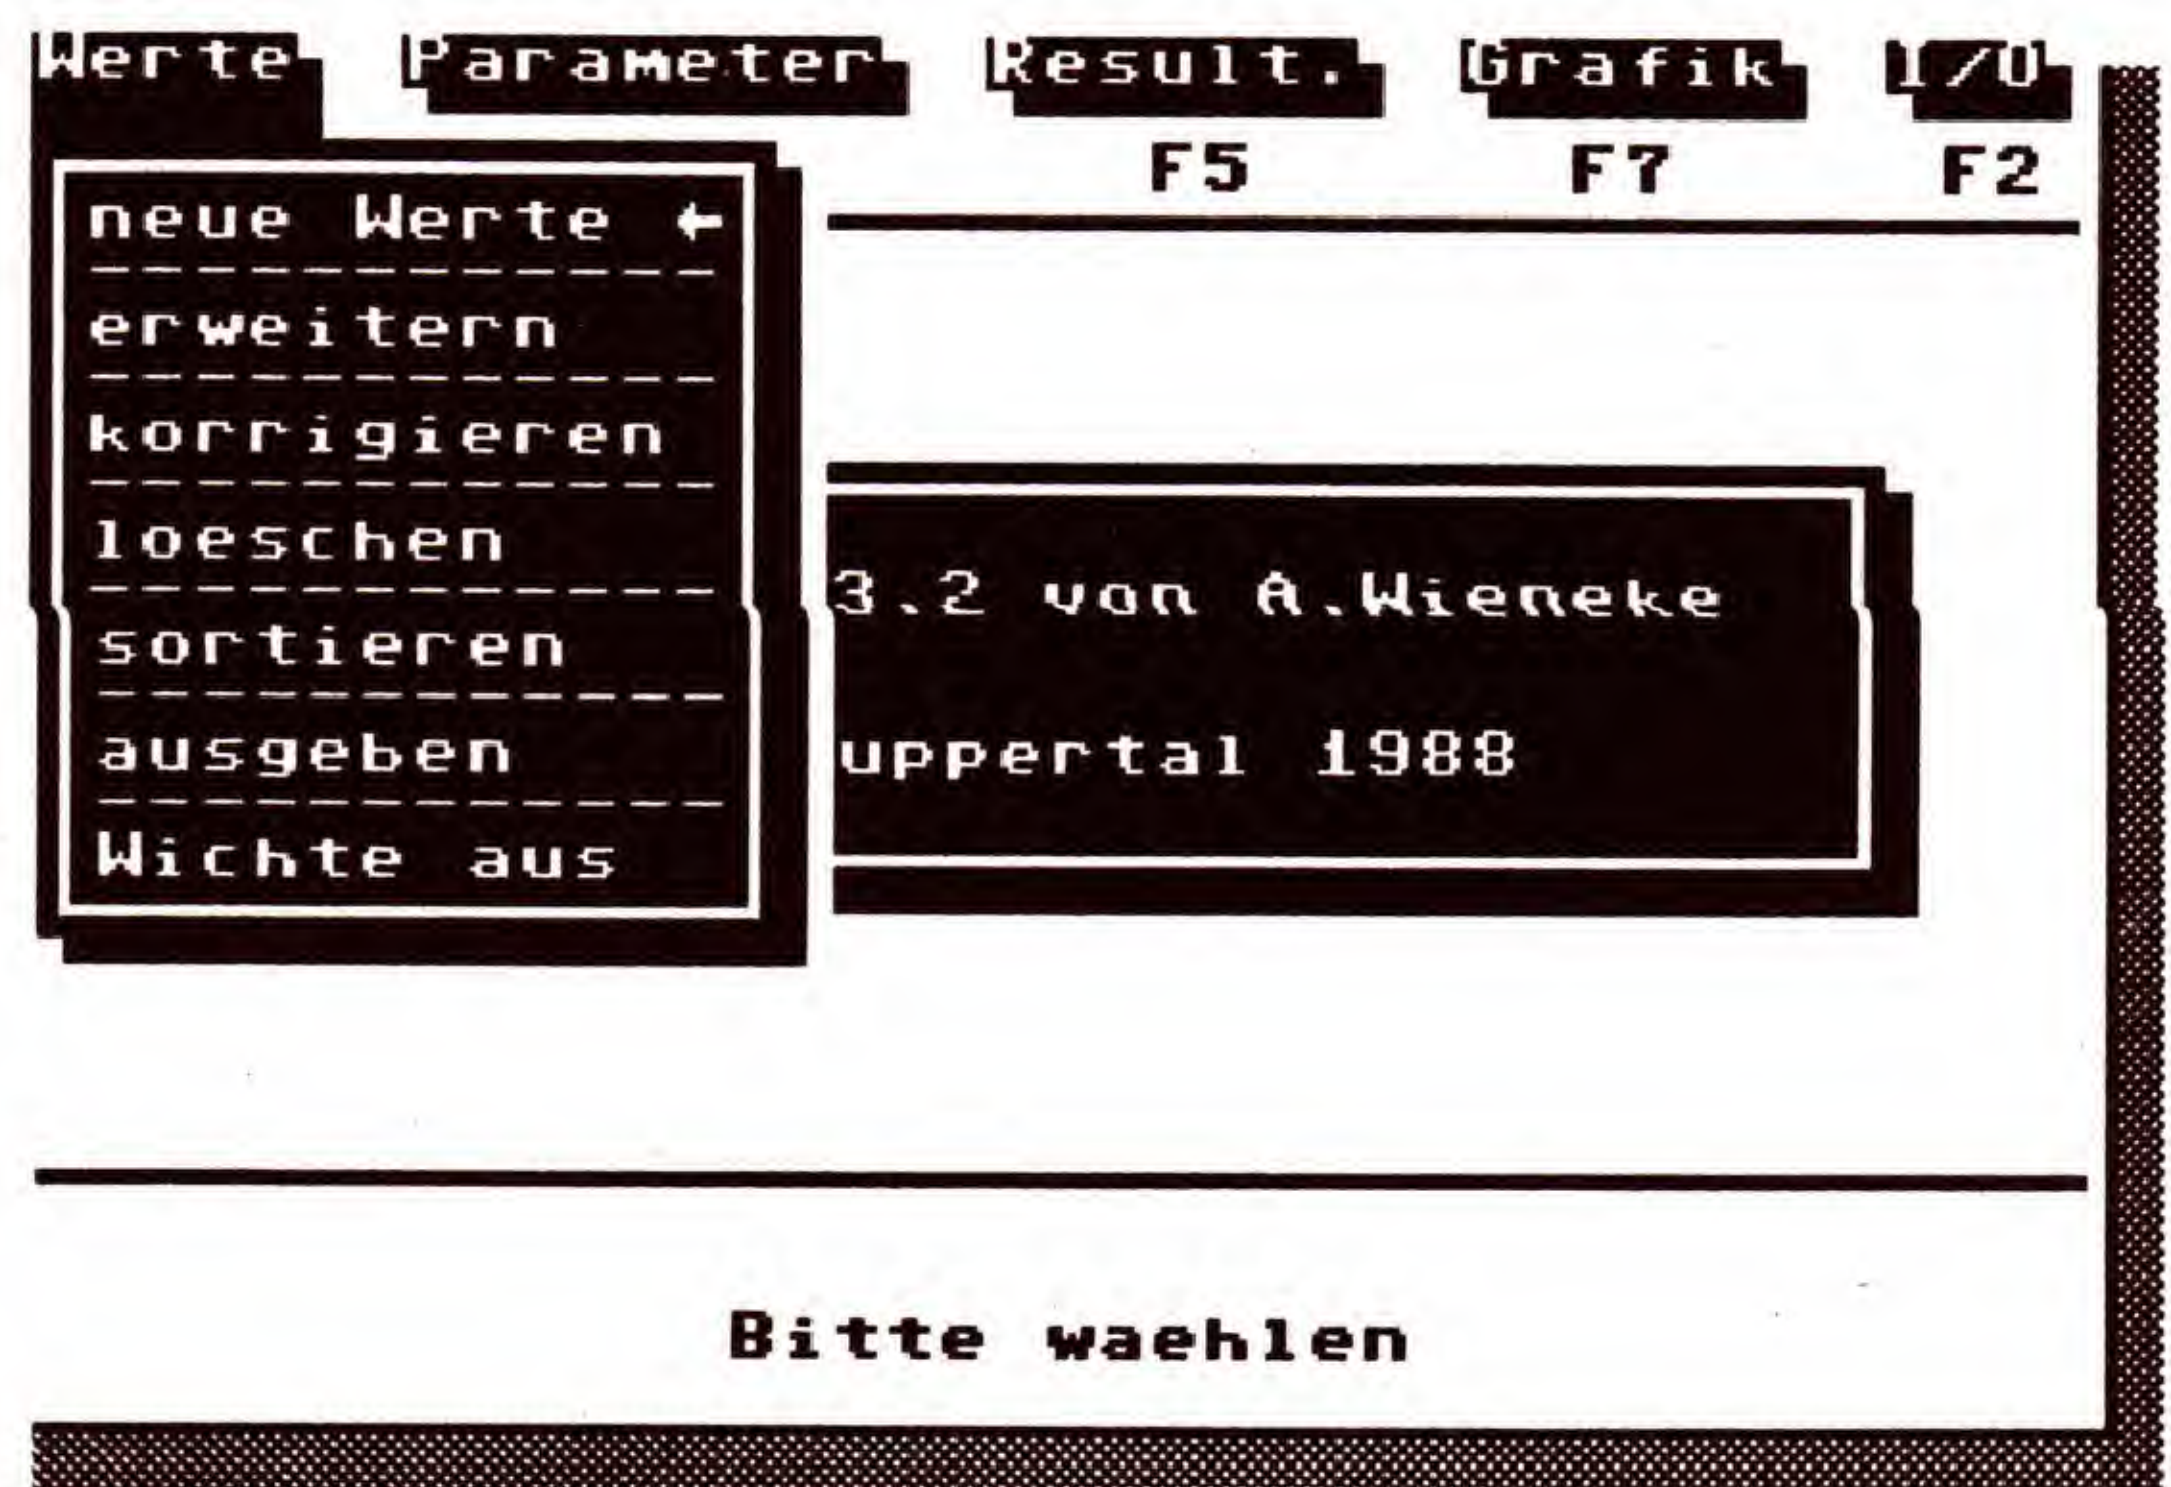 Werte Parameter Result. Grafik I/O
F5 F7 F2
neue Werte ←
erweitern
korrigieren
loeschen
3.2 von A.Wieneke
sortieren
ausgeben
uppertal 1988
Wichte aus
Bitte waehlen